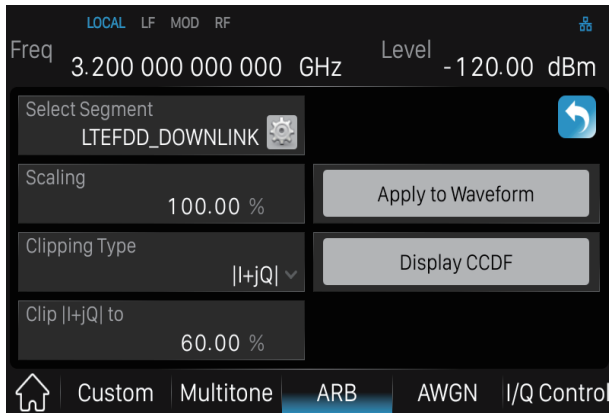 LOCAL LF MOD RF
Freq 3.200 000 000 000 GHz Level -120.00 dBm
Select Segment
LTEFDD_DOWNLINK
Scaling
100.00 %
Apply to Waveform
Clipping Type
|I+jQ|
Display CCDF
Clip |I+jQ| to
60.00 %
Custom Multitone ARB AWGN I/Q Control